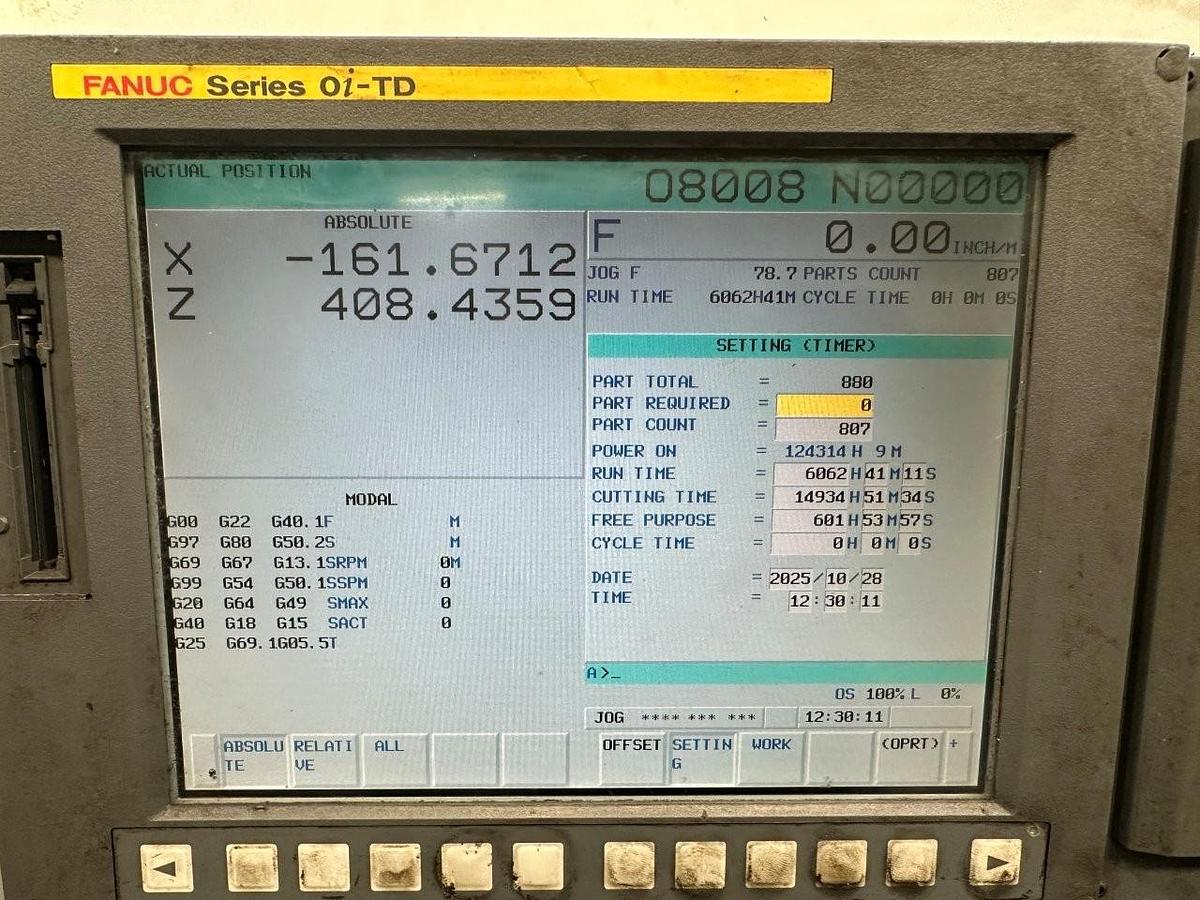 FANUC Series 0i-TD
ACTUAL POSITION
O8008 N00000
ABSOLUTE
X -161.6712
Z 408.4359
F 0.00 INCH/M
JOG F 78.7 PARTS COUNT 807
RUN TIME 6062H41M CYCLE TIME 0H 0M 0S
SETTING (TIMER)
PART TOTAL = 880
PART REQUIRED = 0
PART COUNT = 807
POWER ON = 124314 H 9 M
RUN TIME = 6062 H 41 M 11 S
CUTTING TIME = 14934 H 51 M 34 S
FREE PURPOSE = 601 H 53 M 57 S
CYCLE TIME = 0 H 0 M 0 S
DATE = 2025/10/28
TIME = 12:30:11
MODAL
G00 G22 G40.1 F M
G97 G80 G50.2 S M
G69 G67 G13.1 SRPM 0 M
G99 G54 G50.1 SSPM 0
G20 G64 G49 SMAX 0
G40 G18 G15 SACT 0
G25 G69.1 G05.5 T
A>_
OS 100% L 0%
JOG **** *** *** 12:30:11
ABSOLUTE RELATIVE ALL
OFFSET SETTING WORK (OPRT) +